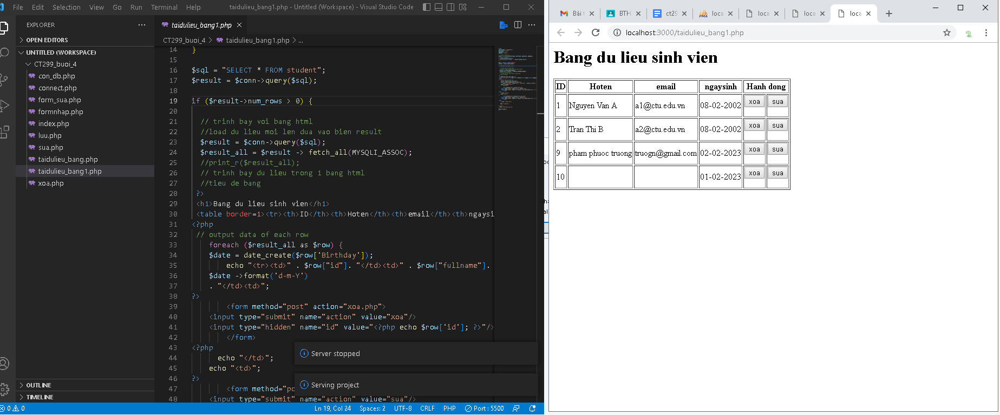 File Edit Selection View Go Run Terminal Help
taidulieu_bang1.php - Untitled (Workspace) - Visual Studio Code
EXPLORER
OPEN EDITORS
UNTITLED (WORKSPACE)
CT299_buoi_4
con_db.php
connect.php
form_sua.php
formnhap.php
index.php
luu.php
sua.php
taidulieu_bang.php
taidulieu_bang1.php
xoa.php
OUTLINE
TIMELINE
taidulieu_bang1.php
CT299_buoi_4 > taidulieu_bang1.php > ...
14 }
15
16 $sql = "SELECT * FROM student";
17 $result = $conn->query($sql);
18
19 if ($result->num_rows > 0) {
20
21 // trinh bay voi bang html
22 //load du lieu moi len dua vao bien result
23 $result = $conn->query($sql);
24 $result_all = $result -> fetch_all(MYSQLI_ASSOC);
25 //print_r($result_all);
26 // trinh bay du lieu trong 1 bang html
27 //tieu de bang
28 ?>
29 <h1>Bang du lieu sinh vien</h1>
30 <table border=1><tr><th>ID</th><th>Hoten</th><th>email</th><th>ngaysi
31 <?php
32 // output data of each row
33 foreach ($result_all as $row) {
34 $date = date_create($row['Birthday']);
35 echo "<tr><td>" . $row["id"]. "</td><td>" . $row["fullname"].
36 $date ->format('d-m-Y')
37 . "</td><td>";
38 ?>
39 <form method="post" action="xoa.php">
40 <input type="submit" name="action" value="xoa"/>
41 <input type="hidden" name="id" value="<?php echo $row['id']; ?>"/>
42 </form>
43 <?php
44 echo "</td>";
45 echo "<td>";
46 ?>
47 <form method="po
48 <input type="submit" name="action" value="sua"/>
Server stopped
Serving project
0 0
Ln 19, Col 24 Spaces: 2 UTF-8 CRLF PHP Port : 5500
Bài t BTH ct29 loca loca loca loca
localhost:3000/taidulieu_bang1.php
Bang du lieu sinh vien
ID Hoten email ngaysinh Hanh dong
1 Nguyen Van A a1@ctu.edu.vn 08-02-2002 xoa sua
2 Tran Thi B a2@ctu.edu.vn 08-02-2002 xoa sua
9 pham phuoc truong truogn@gmail.com 02-02-2023 xoa sua
10 01-02-2023 xoa sua